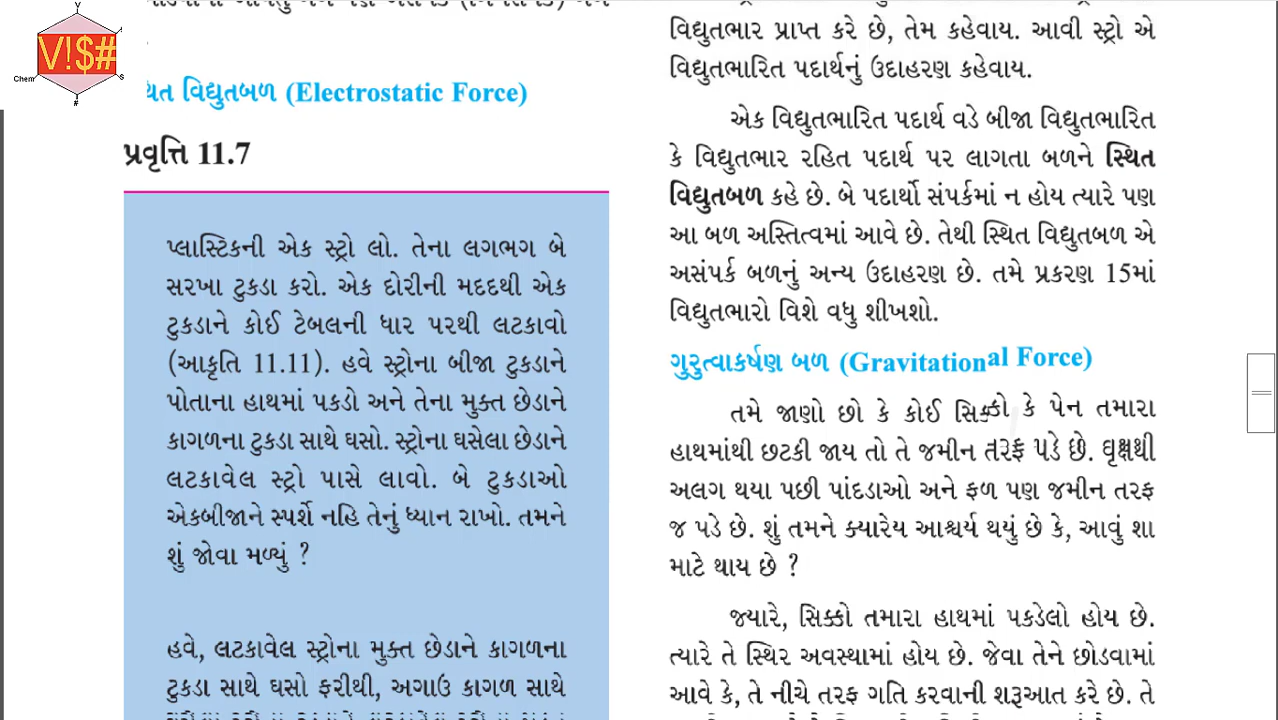 Y
V!$#
Chem
S
#
સ્થિત વિદ્યુતબળ (Electrostatic Force)
પ્રવૃત્તિ 11.7
પ્લાસ્ટિકની એક સ્ટ્રો લો. તેના લગભગ બે
સરખા ટુકડા કરો. એક દોરીની મદદથી એક
ટુકડાને કોઈ ટેબલની ધાર પરથી લટકાવો
(આકૃતિ 11.11). હવે સ્ટ્રોના બીજા ટુકડાને
પોતાના હાથમાં પકડો અને તેના મુક્ત છેડાને
કાગળના ટુકડા સાથે ઘસો. સ્ટ્રોના ઘસેલા છેડાને
લટકાવેલ સ્ટ્રો પાસે લાવો. બે ટુકડાઓ
એકબીજાને સ્પર્શે નહિ તેનું ધ્યાન રાખો. તમને
શું જોવા મળ્યું ?
હવે, લટકાવેલ સ્ટ્રોના મુક્ત છેડાને કાગળના
ટુકડા સાથે ઘસો ફરીથી, અગાઉ કાગળ સાથે
વિદ્યુતભાર પ્રાપ્ત કરે છે, તેમ કહેવાય. આવી સ્ટ્રો એ
વિદ્યુતભારિત પદાર્થનું ઉદાહરણ કહેવાય.
એક વિદ્યુતભારિત પદાર્થ વડે બીજા વિદ્યુતભારિત
કે વિદ્યુતભાર રહિત પદાર્થ પર લાગતા બળને સ્થિત
વિદ્યુતબળ કહે છે. બે પદાર્થો સંપર્કમાં ન હોય ત્યારે પણ
આ બળ અસ્તિત્વમાં આવે છે. તેથી સ્થિત વિદ્યુતબળ એ
અસંપર્ક બળનું અન્ય ઉદાહરણ છે. તમે પ્રકરણ 15માં
વિદ્યુતભારો વિશે વધુ શીખશો.
ગુરુત્વાકર્ષણ બળ (Gravitational Force)
તમે જાણો છો કે કોઈ સિક્કો કે પેન તમારા
હાથમાંથી છટકી જાય તો તે જમીન તરફ પડે છે. વૃક્ષથી
અલગ થયા પછી પાંદડાઓ અને ફળ પણ જમીન તરફ
જ પડે છે. શું તમને ક્યારેય આશ્ચર્ય થયું છે કે, આવું શા
માટે થાય છે ?
જ્યારે, સિક્કો તમારા હાથમાં પકડેલો હોય છે.
ત્યારે તે સ્થિર અવસ્થામાં હોય છે. જેવા તેને છોડવામાં
આવે કે, તે નીચે તરફ ગતિ કરવાની શરૂઆત કરે છે. તે